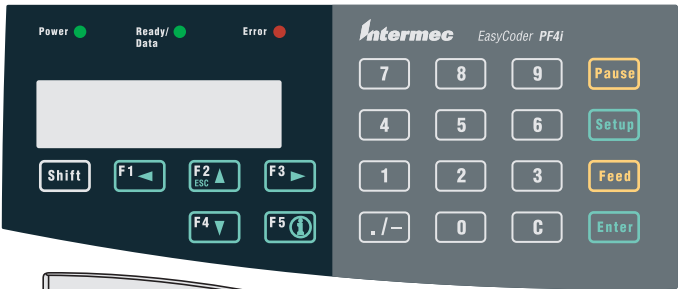 Power
Ready/
Data
Error
Intermec EasyCoder PF4i
7 8 9 Pause
4 5 6 Setup
Shift F1 F2 ESC F3 1 2 3 Feed
F4 F5 i ./– 0 C Enter